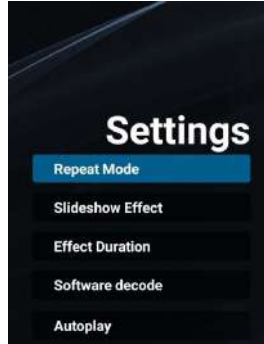 Settings
Repeat Mode
Slideshow Effect
Effect Duration
Software decode
Autoplay